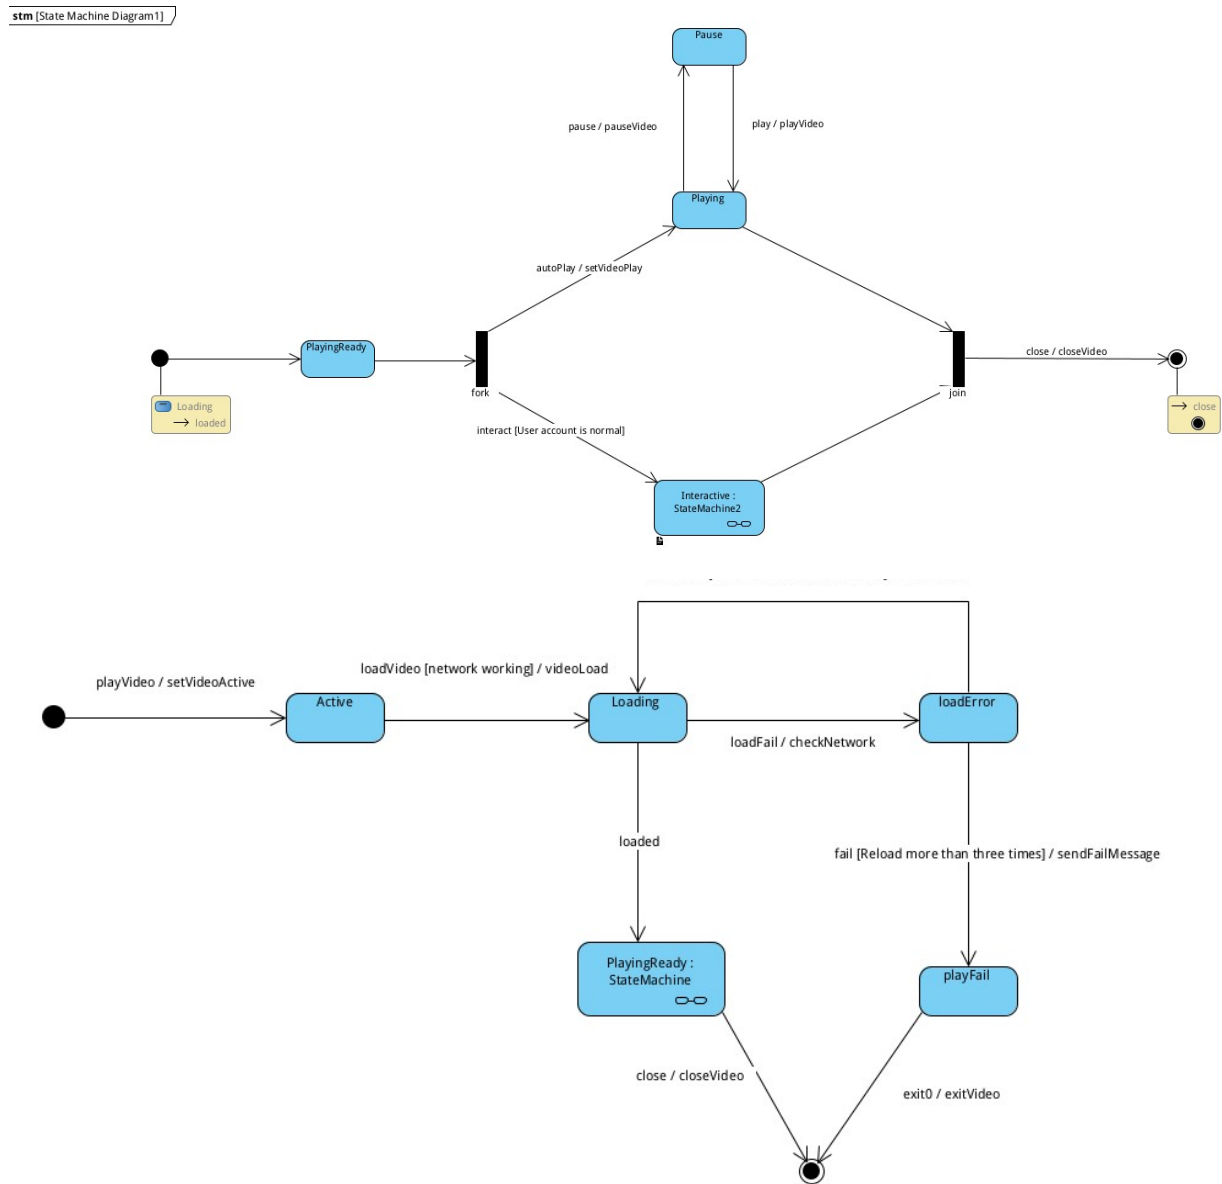 stm [State Machine Diagram1]
Pause
pause / pauseVideo
play / playVideo
Playing
autoPlay / setVideoPlay
PlayingReady
fork
close / closeVideo
join
Loading
loaded
close
interact [User account is normal]
Interactive :
StateMachine2
playVideo / setVideoActive
loadVideo [network working] / videoLoad
Active
Loading
loadError
loadFail / checkNetwork
loaded
fail [Reload more than three times] / sendFailMessage
PlayingReady :
StateMachine
playFail
close / closeVideo
exit0 / exitVideo